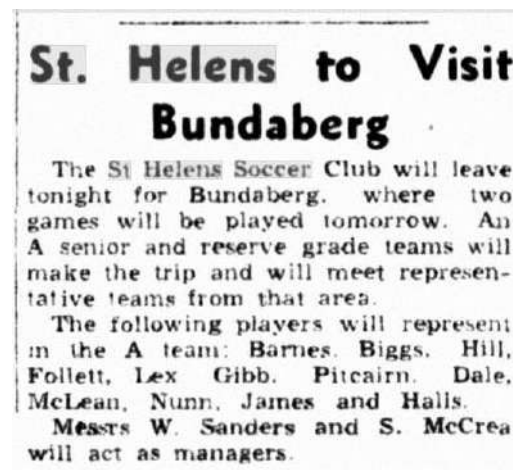 St. Helens to Visit
Bundaberg
The St Helens Soccer Club will leave
tonight for Bundaberg. where two
games will be played tomorrow. An
A senior and reserve grade teams will
make the trip and will meet represen-
tative teams from that area.
The following players will represent
in the A team: Barnes. Biggs. Hill,
Follett, Lex Gibb. Pitcairn. Dale,
McLean, Nunn, James and Halls.
Messrs W. Sanders and S. McCrea
will act as managers.